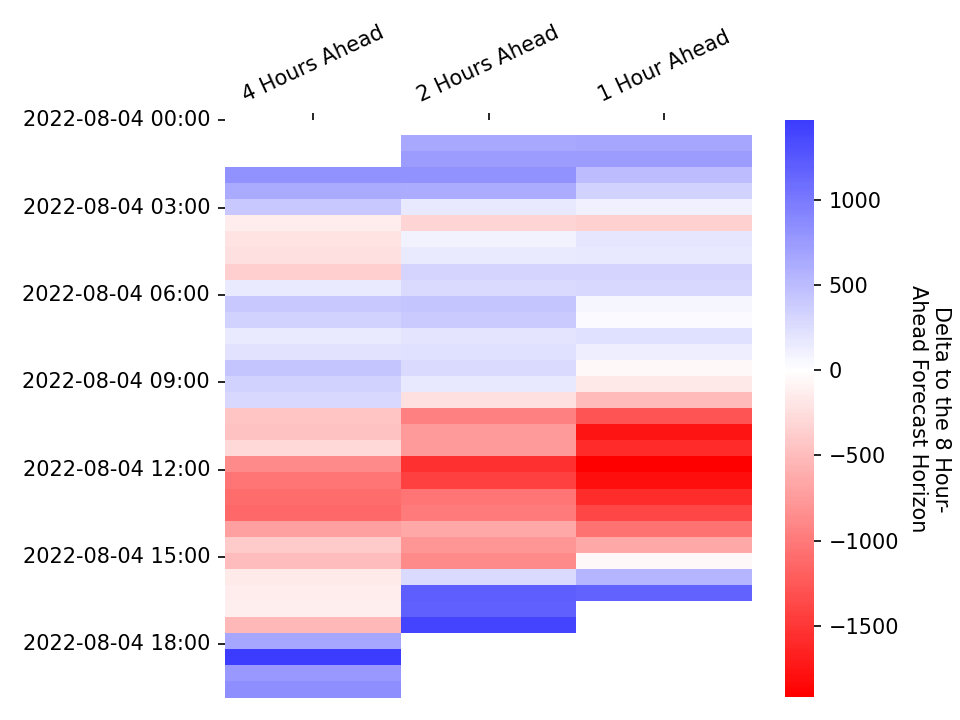 4 Hours Ahead
2 Hours Ahead
1 Hour Ahead
2022-08-04 00:00
2022-08-04 03:00
2022-08-04 06:00
2022-08-04 09:00
2022-08-04 12:00
2022-08-04 15:00
2022-08-04 18:00
1000
500
0
−500
−1000
−1500
Delta to the 8 Hour-
Ahead Forecast Horizon